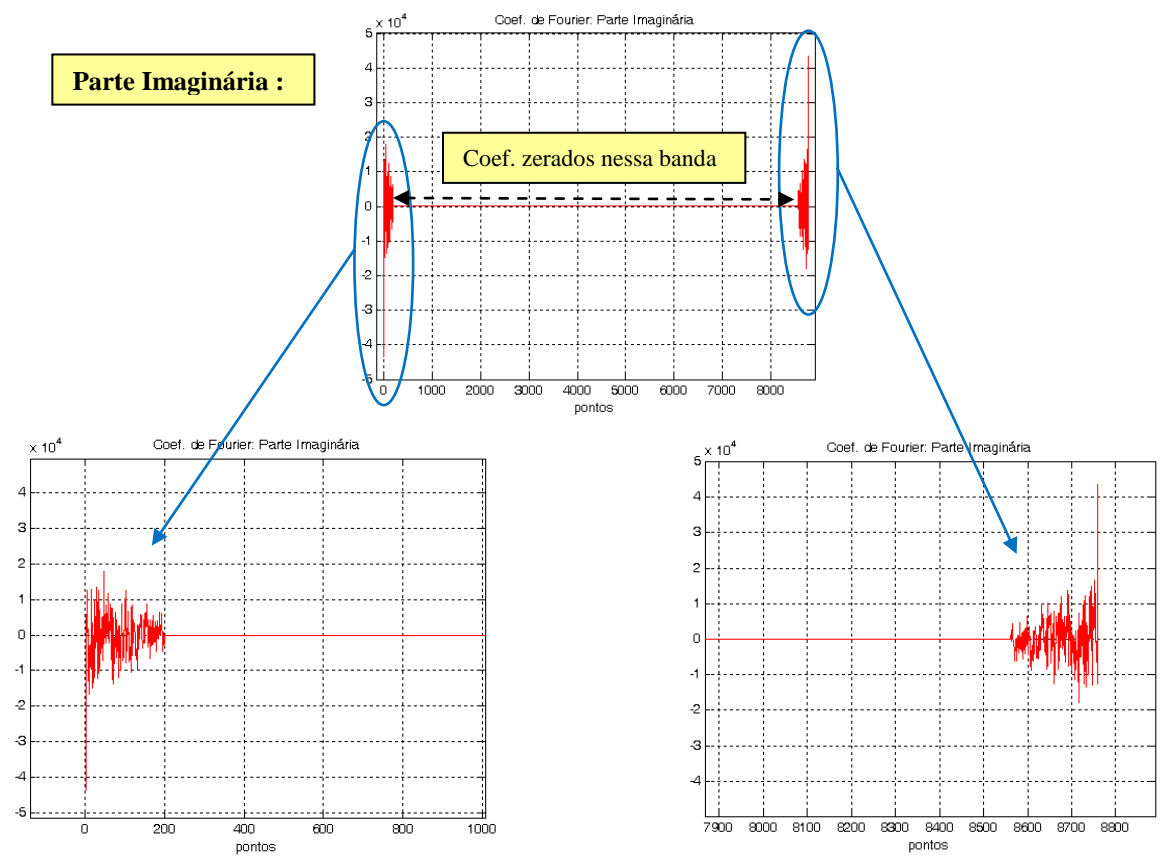 Coef. de Fourier: Parte Imaginária
x 10^4
Parte Imaginária :
5
4
3
2
1
0
-1
-2
-3
-4
-5
Coef. zerados nessa banda
0 1000 2000 3000 4000 5000 6000 7000 8000
pontos
Coef. de Fourier: Parte Imaginária
x 10^4
4
3
2
1
0
-1
-2
-3
-4
-5
0 200 400 600 800 1000
pontos
Coef. de Fourier: Parte Imaginária
x 10^4
5
4
3
2
1
0
-1
-2
-3
-4
7900 8000 8100 8200 8300 8400 8500 8600 8700 8800
pontos